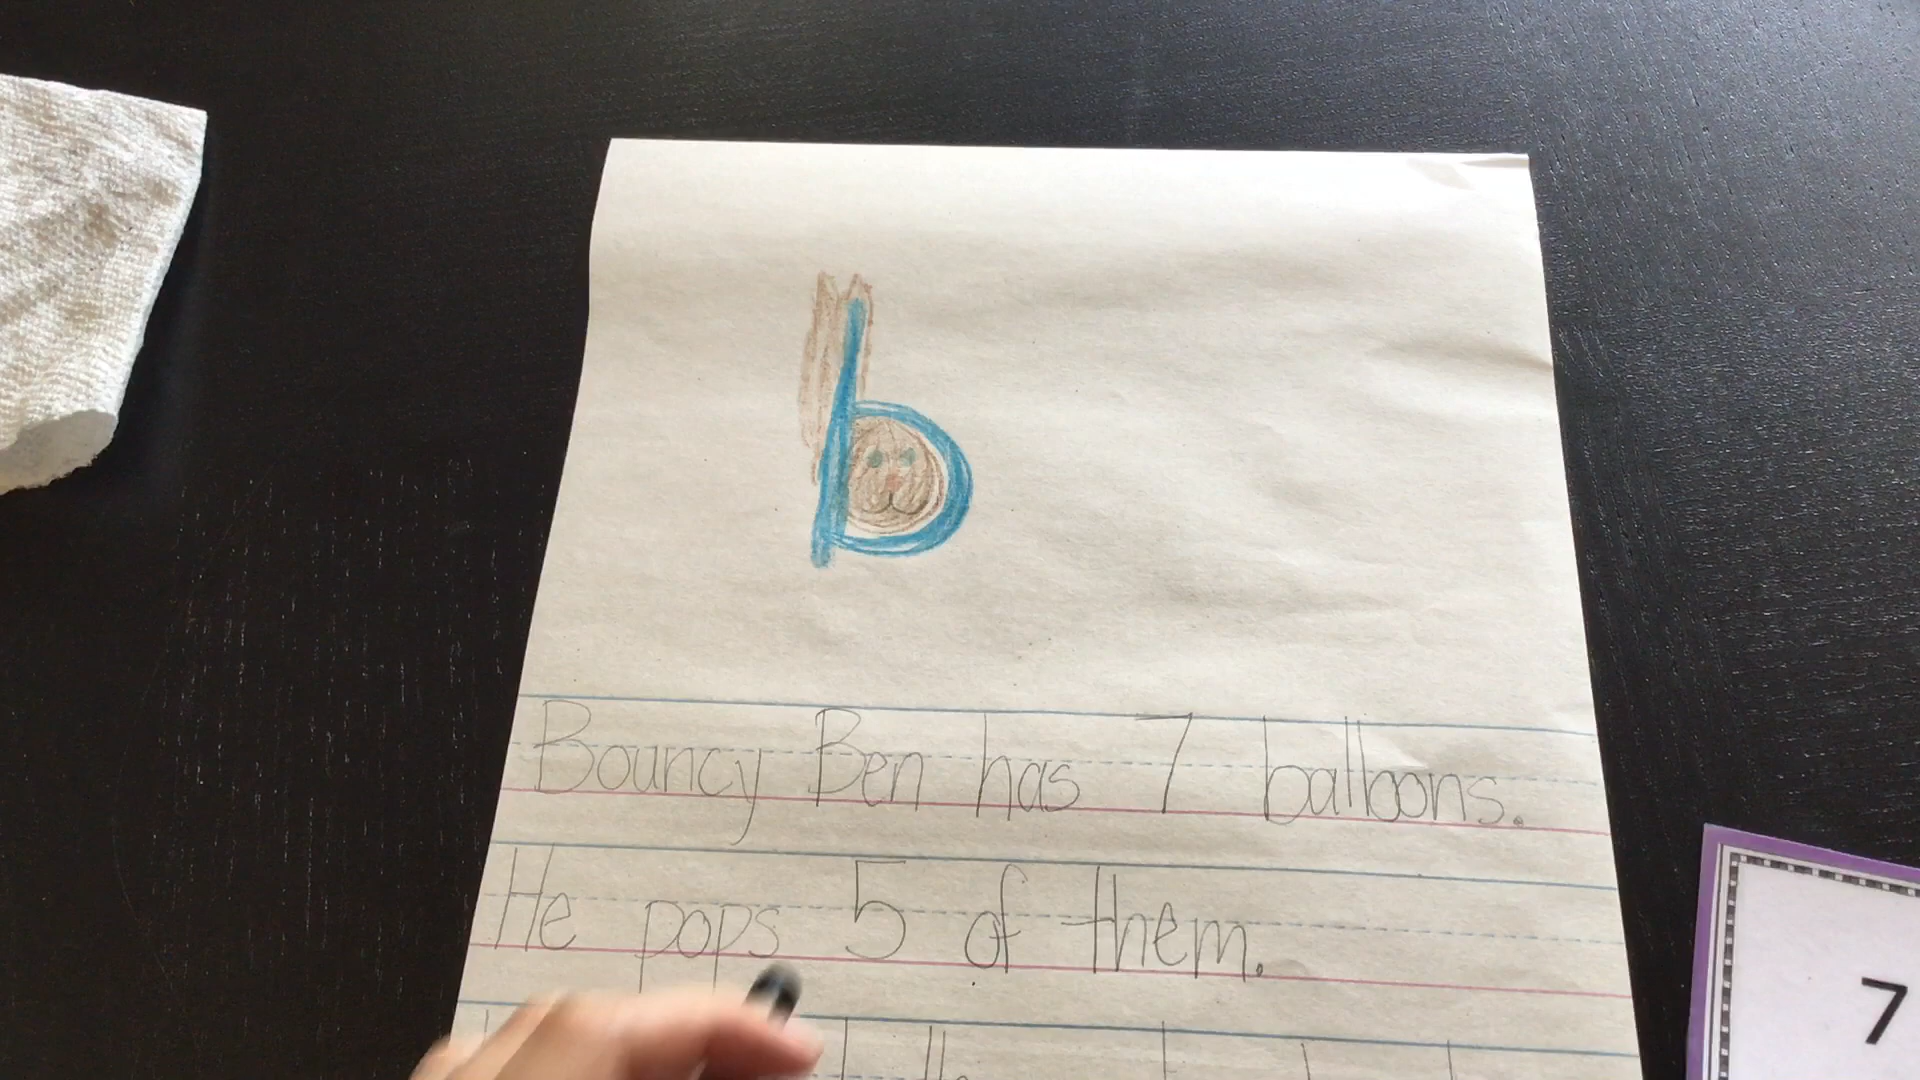 b
Bouncy Ben has 7 balloons.
He pops 5 of them.
7